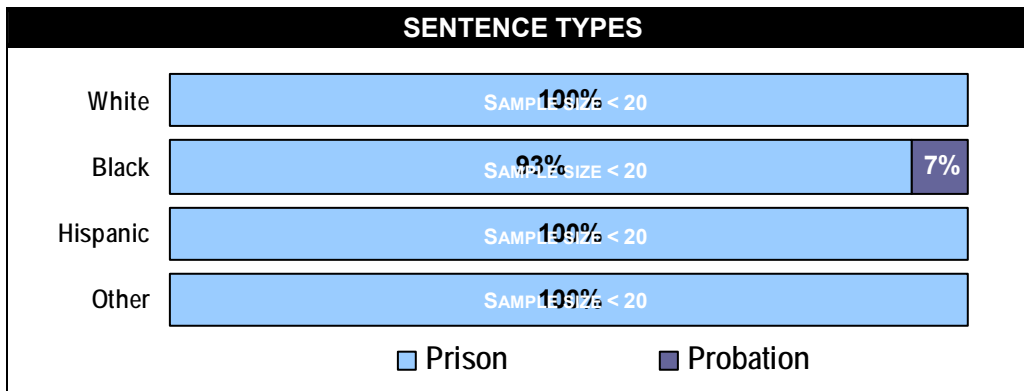 SENTENCE TYPES
White 100% SAMPLE SIZE < 20
Black 93% SAMPLE SIZE < 20 7%
Hispanic 100% SAMPLE SIZE < 20
Other 100% SAMPLE SIZE < 20
Prison Probation